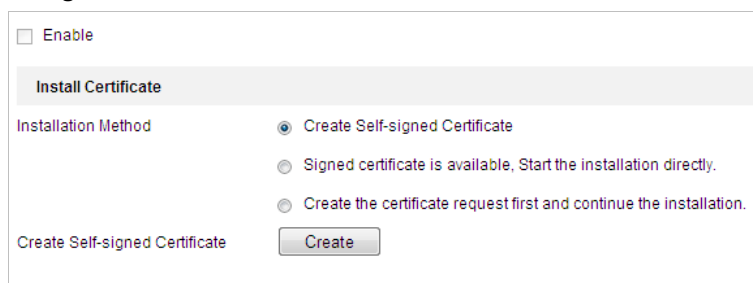 Enable
Install Certificate
Installation Method
Create Self-signed Certificate
Signed certificate is available, Start the installation directly.
Create the certificate request first and continue the installation.
Create Self-signed Certificate
Create